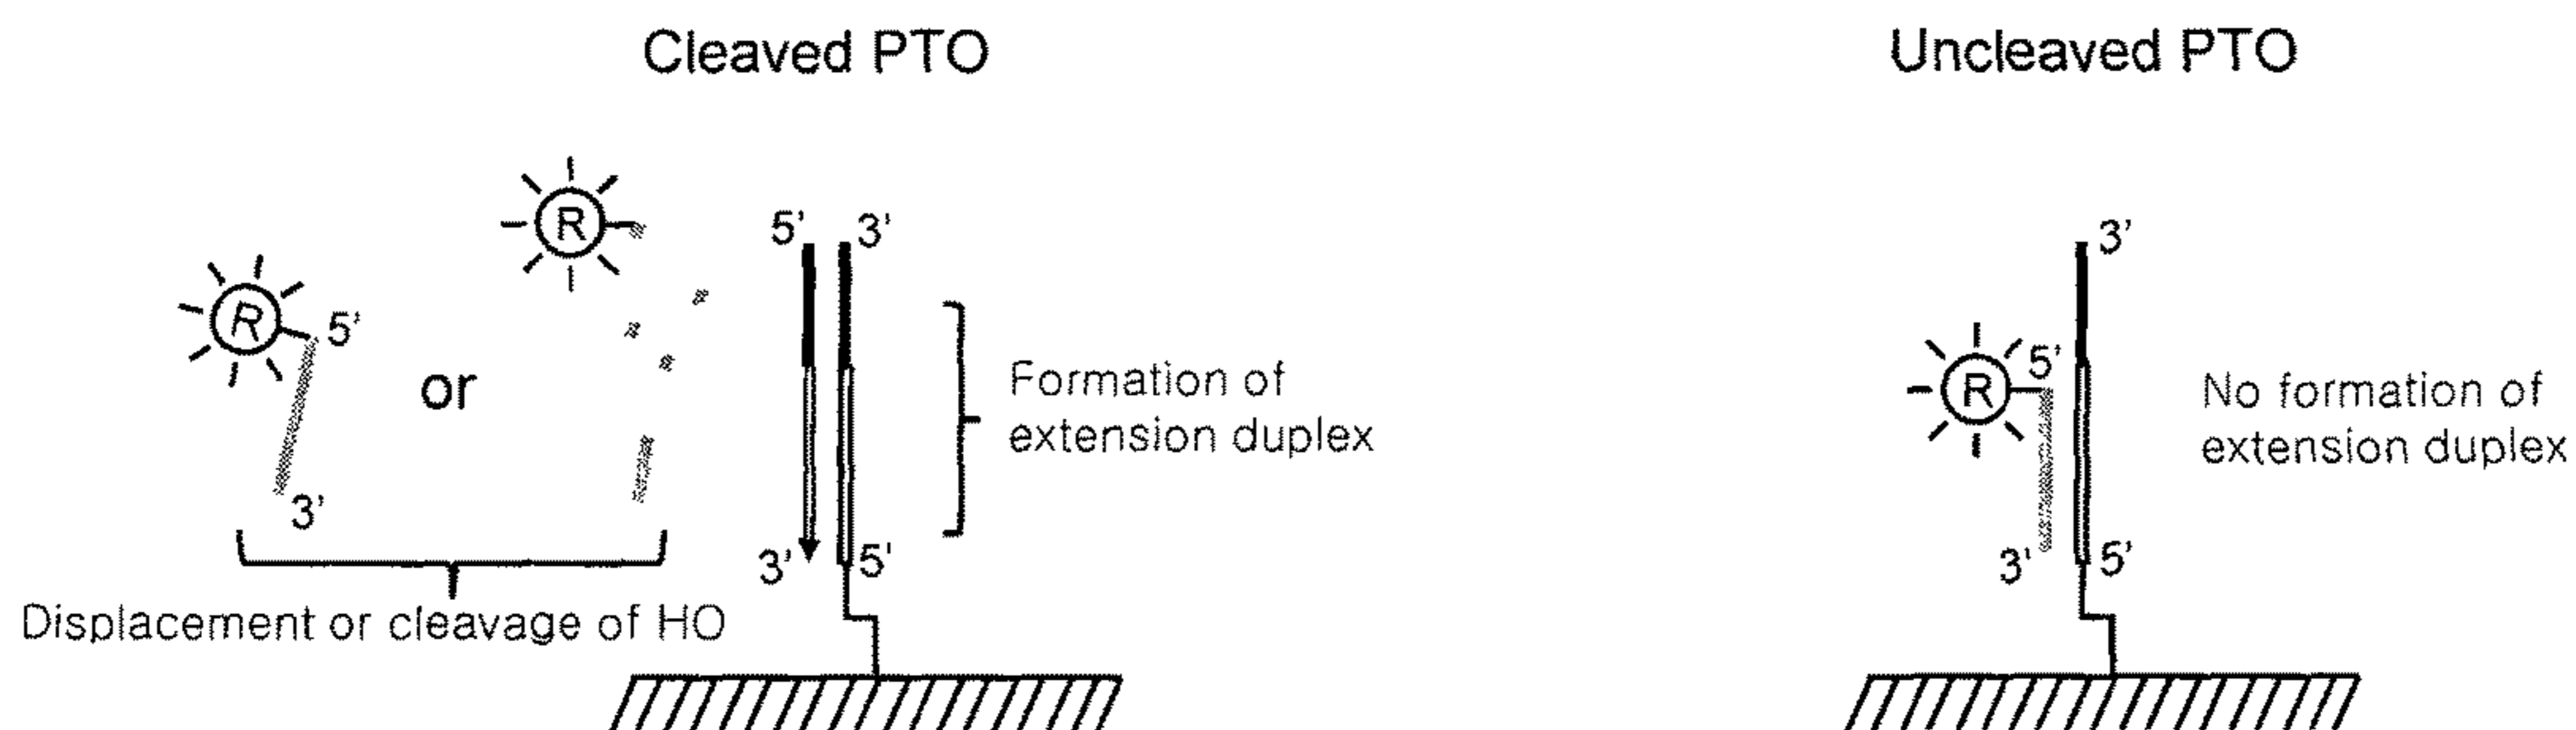 Cleaved PTO
Uncleaved PTO
R
5'
3'
R
5'
or
Formation of
extension duplex
3'
3'
5'
Displacement or cleavage of HO
3'
R
5'
No formation of
extension duplex
3'
5'